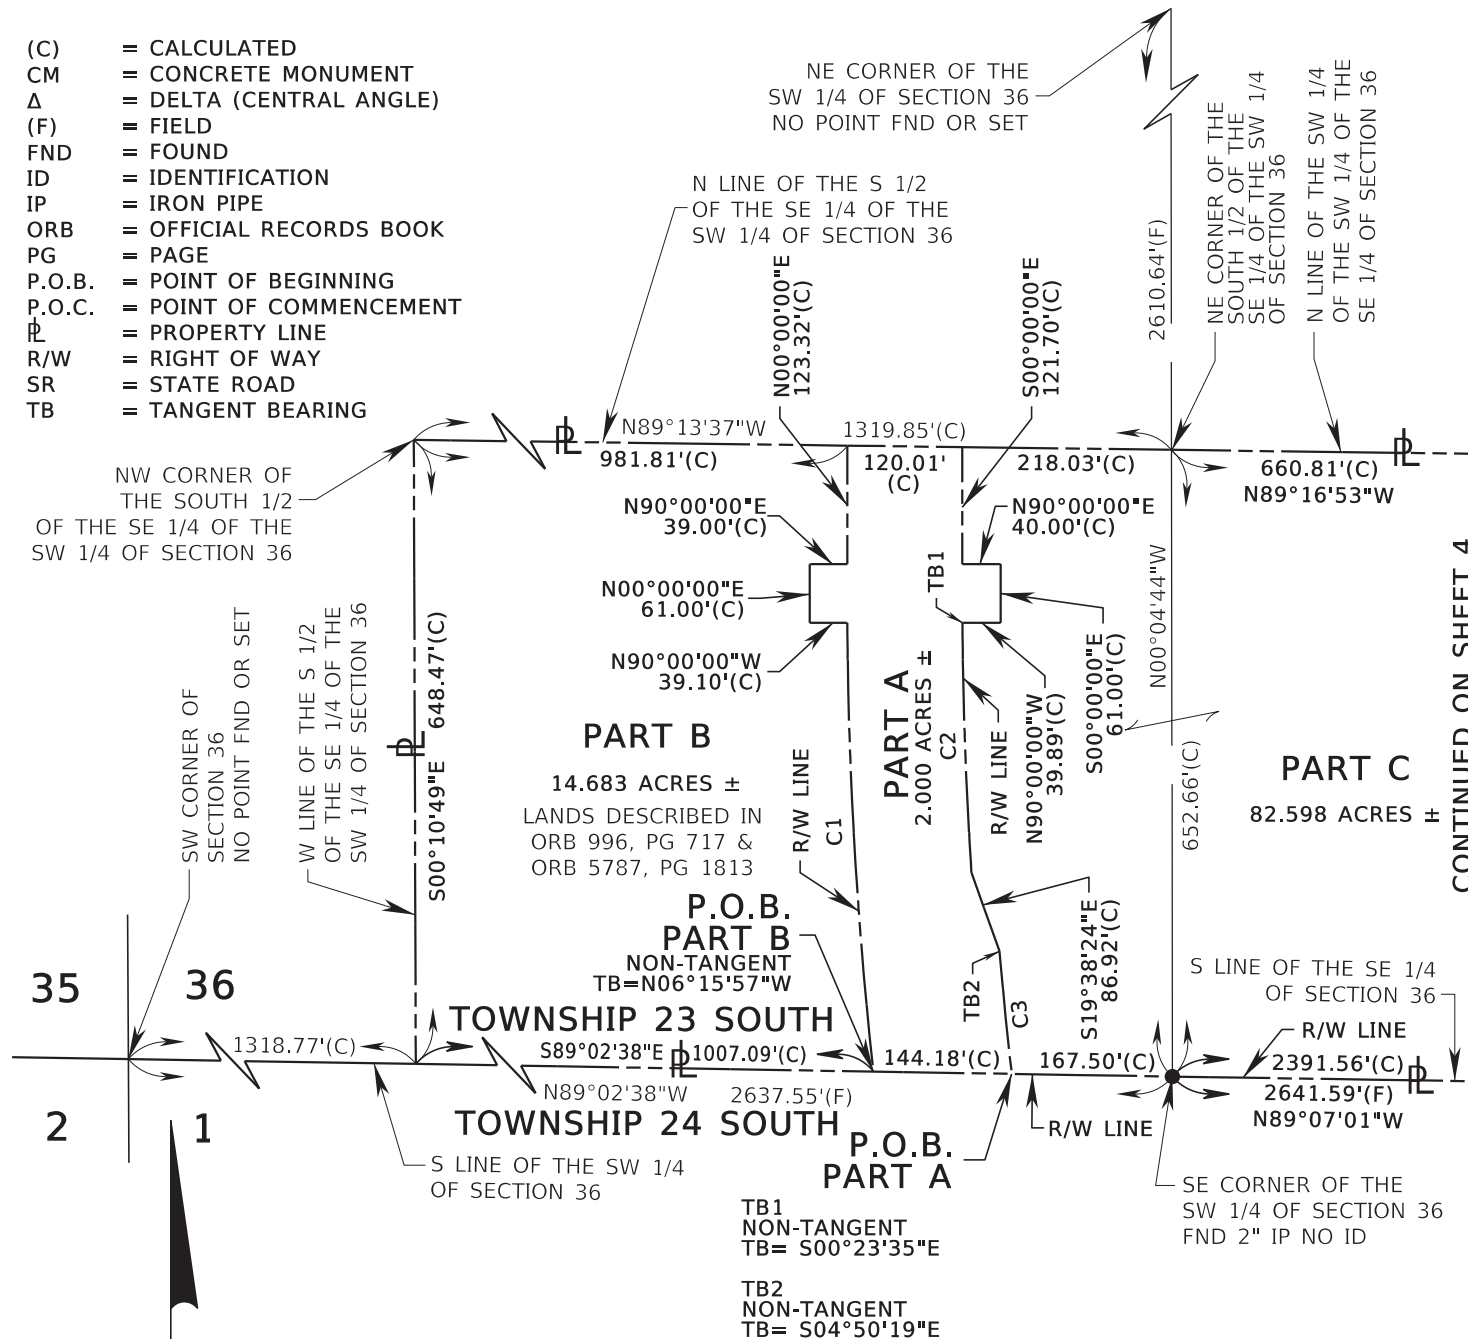 (C) = CALCULATED
CM = CONCRETE MONUMENT
Δ = DELTA (CENTRAL ANGLE)
(F) = FIELD
FND = FOUND
ID = IDENTIFICATION
IP = IRON PIPE
ORB = OFFICIAL RECORDS BOOK
PG = PAGE
P.O.B. = POINT OF BEGINNING
P.O.C. = POINT OF COMMENCEMENT
PL = PROPERTY LINE
R/W = RIGHT OF WAY
SR = STATE ROAD
TB = TANGENT BEARING
NE CORNER OF THE
SW 1/4 OF SECTION 36
NO POINT FND OR SET
N LINE OF THE S 1/2
OF THE SE 1/4 OF THE
SW 1/4 OF SECTION 36
2610.64'(F)
NE CORNER OF THE
SOUTH 1/2 OF THE
SE 1/4 OF THE SW 1/4
OF SECTION 36
N LINE OF THE SW 1/4
OF THE SW 1/4 OF THE
SE 1/4 OF SECTION 36
N00°00'00"E
123.32'(C)
S00°00'00"E
121.70'(C)
PL
N89°13'37"W
1319.85'(C)
981.81'(C)
120.01'
(C)
218.03'(C)
PL
660.81'(C)
N89°16'53"W
NW CORNER OF
THE SOUTH 1/2
OF THE SE 1/4 OF THE
SW 1/4 OF SECTION 36
N90°00'00"E
39.00'(C)
N90°00'00"E
40.00'(C)
N00°00'00"E
61.00'(C)
TB1
N90°00'00"W
39.10'(C)
S00°00'00"E
61.00'(C)
N90°00'00"W
39.89'(C)
N00°04'44"W
652.66'(C)
CONTINUED ON SHEET 4
SW CORNER OF
SECTION 36
NO POINT FND OR SET
W LINE OF THE S 1/2
OF THE SE 1/4 OF THE
SW 1/4 OF SECTION 36
PL
S00°10'49"E 648.47'(C)
PART B
14.683 ACRES ±
LANDS DESCRIBED IN
ORB 996, PG 717 &
ORB 5787, PG 1813
R/W LINE
C1
PART A
2.000 ACRES ±
C2
R/W LINE
PART C
82.598 ACRES ±
P.O.B.
PART B
NON-TANGENT
TB=N06°15'57"W
S19°38'24"E
86.92'(C)
TB2
C3
S LINE OF THE SE 1/4
OF SECTION 36
35
36
TOWNSHIP 23 SOUTH
R/W LINE
1318.77'(C)
S89°02'38"E
PL
1007.09'(C)
144.18'(C)
167.50'(C)
2391.56'(C)
PL
N89°02'38"W
2637.55'(F)
2641.59'(F)
N89°07'01"W
2
1
TOWNSHIP 24 SOUTH
R/W LINE
P.O.B.
PART A
S LINE OF THE SW 1/4
OF SECTION 36
SE CORNER OF THE
SW 1/4 OF SECTION 36
FND 2" IP NO ID
TB1
NON-TANGENT
TB= S00°23'35"E
TB2
NON-TANGENT
TB= S04°50'19"E